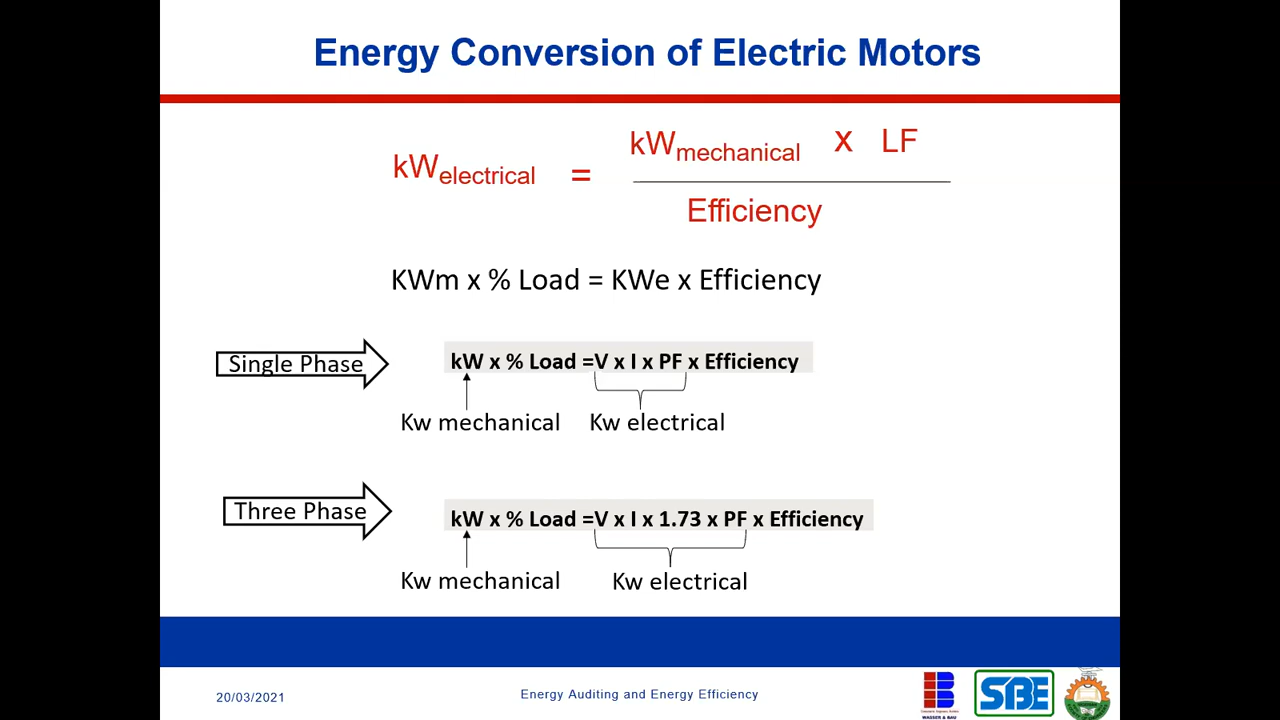 Energy Conversion of Electric Motors
kWelectrical = kWmechanical x LF
Efficiency
KWm x % Load = KWe x Efficiency
Single Phase
kW x % Load =V x I x PF x Efficiency
Kw mechanical Kw electrical
Three Phase
kW x % Load =V x I x 1.73 x PF x Efficiency
Kw mechanical Kw electrical
20/03/2021
Energy Auditing and Energy Efficiency
WASSER & BAU
SBE